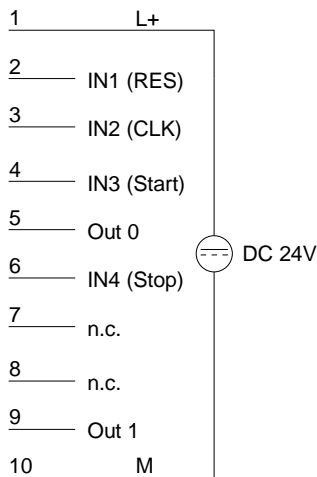 1 L+
2 IN1 (RES)
3 IN2 (CLK)
4 IN3 (Start)
5 Out 0
DC 24V
6 IN4 (Stop)
7 n.c.
8 n.c.
9 Out 1
10 M